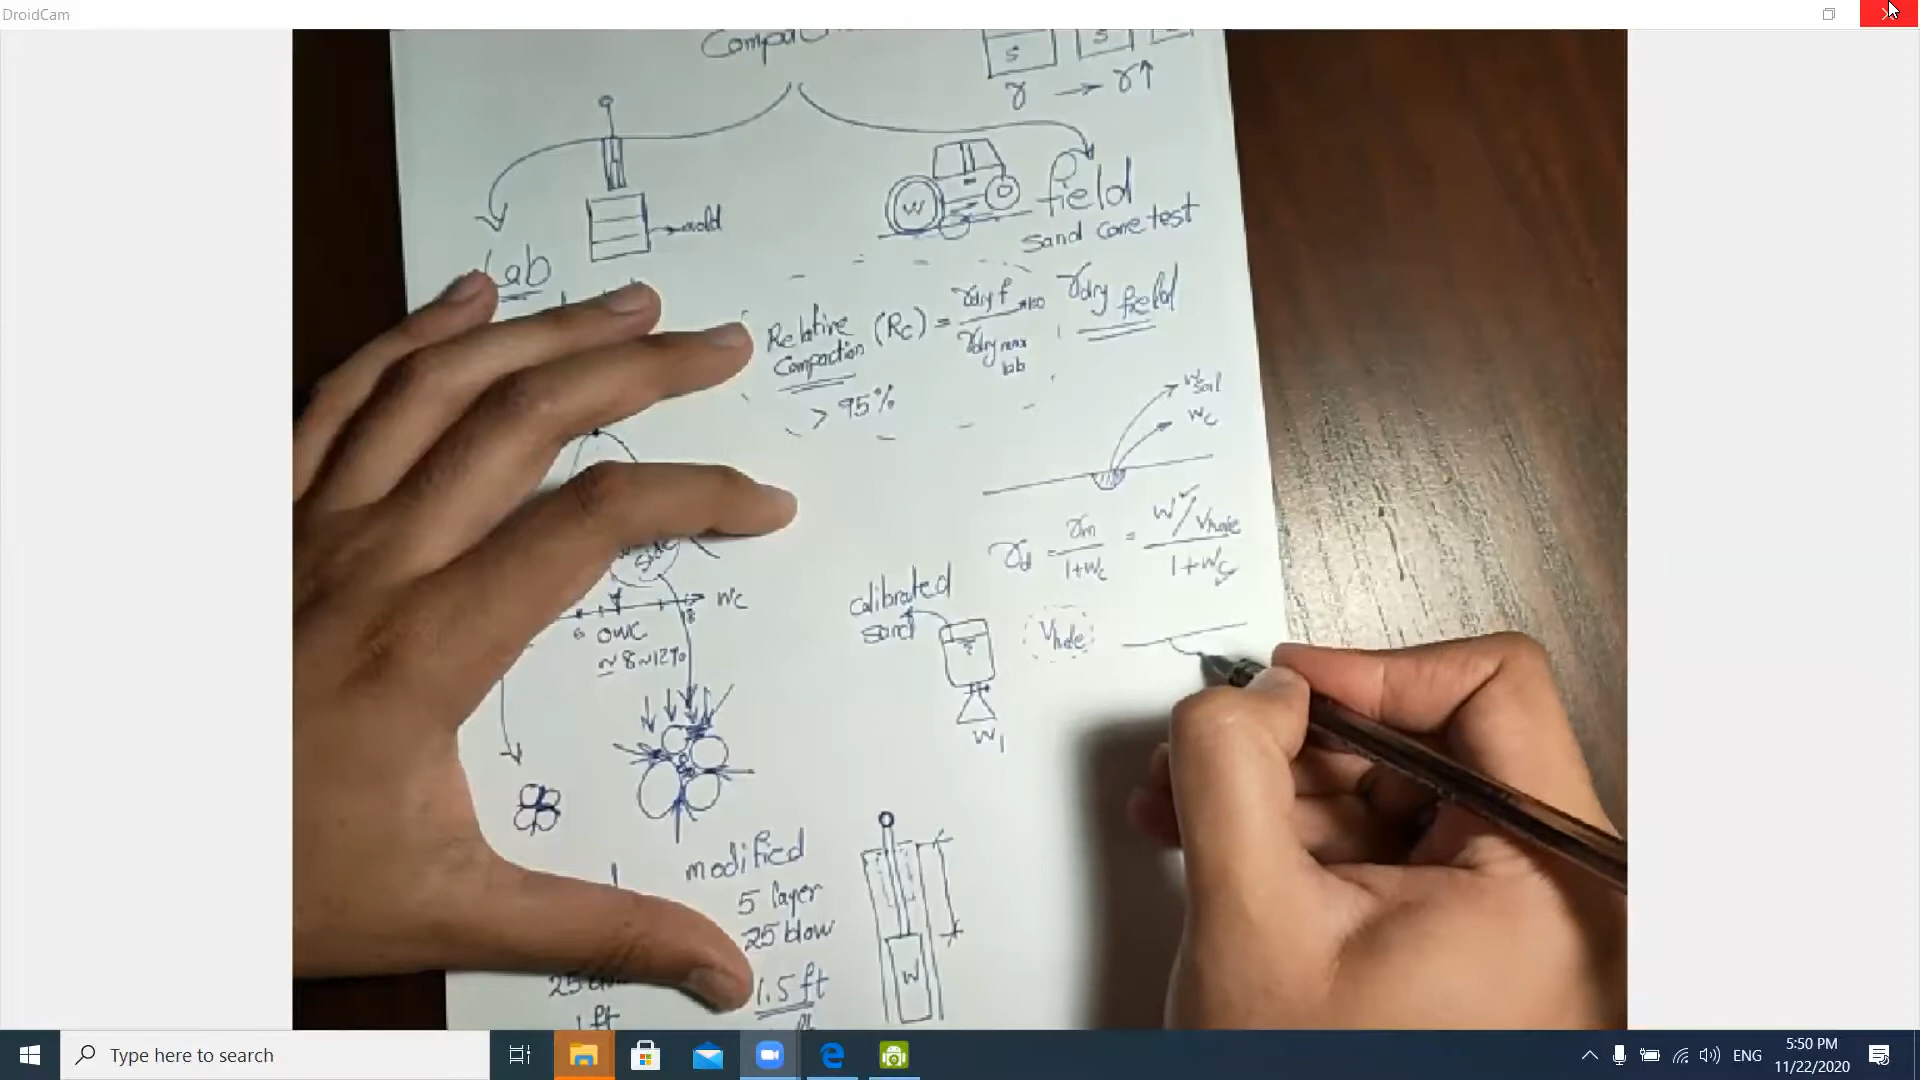 DroidCam
S
S
γ → γ↑
mold
W
field
sand cone test
Lab
Relative
Compaction
(Rc) = γdry f *100
γdry max
lab
γdry field
> 95%
Wsoil
Wc
γd = γm / 1+Wc = W/Vhole / 1+Wc
Wc
6
8
OWC
~ 8~12%
calibrated
sand
Vhole
W1
modified
5 layer
25 blow
1.5 ft
1 ft
W
Type here to search
ENG
5:50 PM
11/22/2020